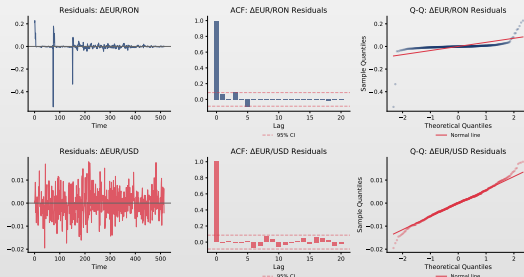 Residuals: ΔEUR/RON
ACF: ΔEUR/RON Residuals
Q-Q: ΔEUR/RON Residuals
0.2
0.0
−0.2
−0.4
0 100 200 300 400 500
Time
1.0
0.8
0.6
0.4
0.2
0.0
0 5 10 15 20
Lag
95% CI
Sample Quantiles
0.2
0.0
−0.2
−0.4
−2 −1 0 1 2
Theoretical Quantiles
Normal line
Residuals: ΔEUR/USD
ACF: ΔEUR/USD Residuals
Q-Q: ΔEUR/USD Residuals
0.01
0.00
−0.01
−0.02
0 100 200 300 400 500
Time
1.0
0.8
0.6
0.4
0.2
0.0
0 5 10 15 20
Lag
95% CI
Sample Quantiles
0.01
0.00
−0.01
−0.02
−2 −1 0 1 2
Theoretical Quantiles
Normal line